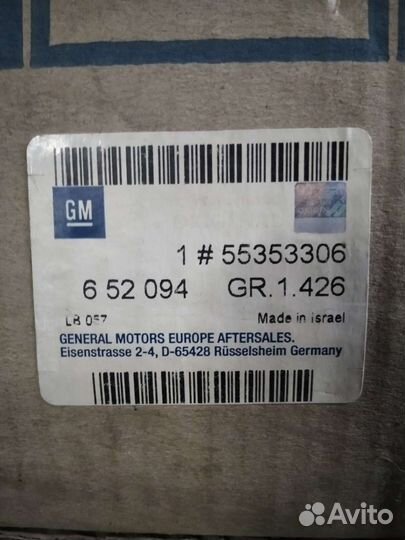 GM
1 # 55353306
6 52 094 GR.1.426
LB 057 Made in Israel
GENERAL MOTORS EUROPE AFTERSALES.
Eisenstrasse 2-4, D-65428 Rüsselsheim Germany
Avito